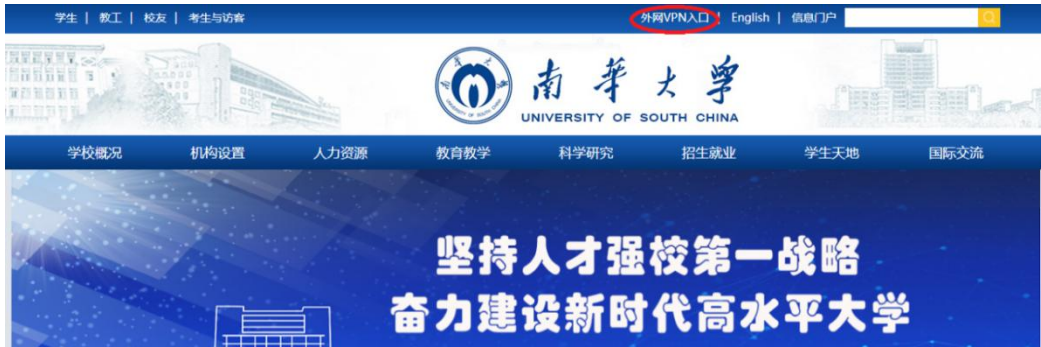 学生 | 教工 | 校友 | 考生与访客
外网VPN入口 | English | 信息门户
南华大学
UNIVERSITY OF SOUTH CHINA
学校概况 机构设置 人力资源 教育教学 科学研究 招生就业 学生天地 国际交流
坚持人才强校第一战略
奋力建设新时代高水平大学